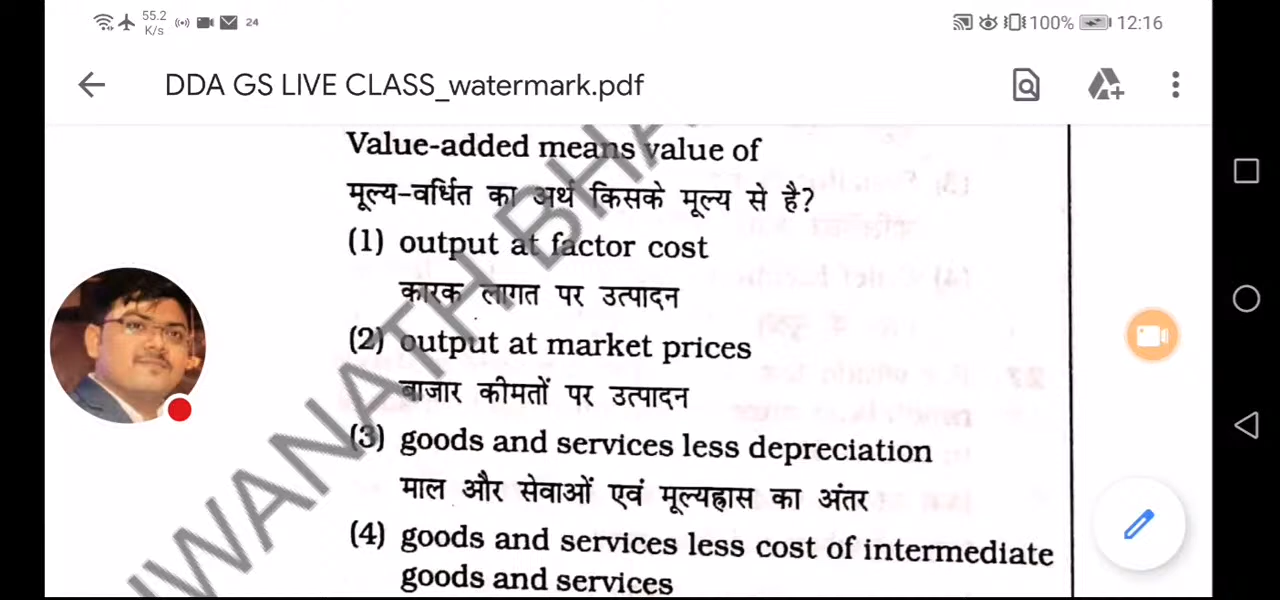 55.2
K/s
24
100%
12:16
DDA GS LIVE CLASS_watermark.pdf
Value-added means value of
मूल्य-वर्धित का अर्थ किसके मूल्य से है?
(1) output at factor cost
कारक लागत पर उत्पादन
(2) output at market prices
बाजार कीमतों पर उत्पादन
(3) goods and services less depreciation
माल और सेवाओं एवं मूल्यह्रास का अंतर
(4) goods and services less cost of intermediate
goods and services